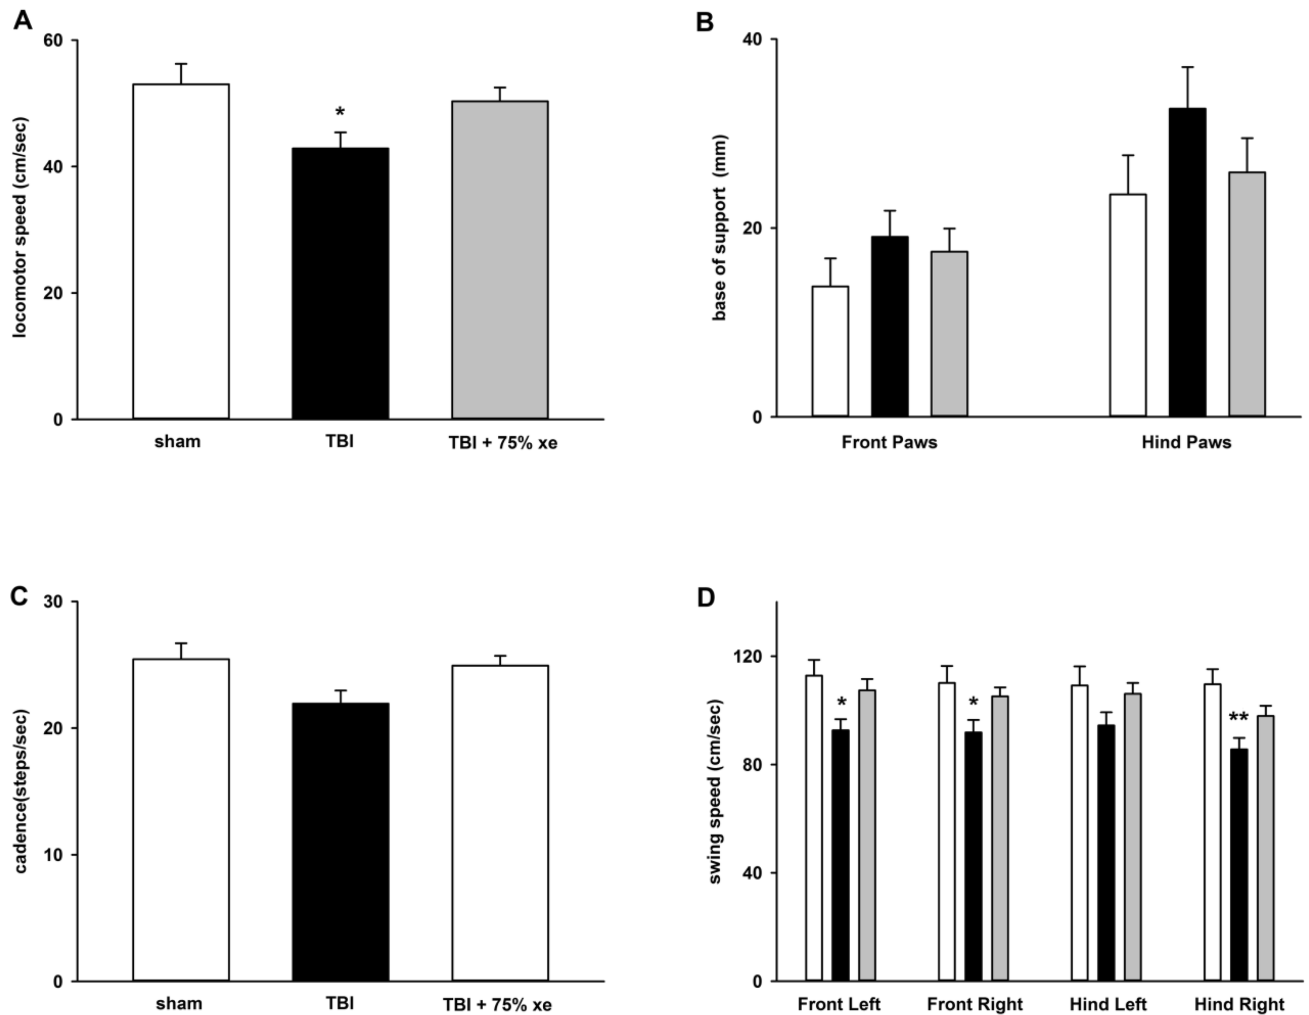 A
60
40
20
0
locomotor speed (cm/sec)
*
sham
TBI
TBI + 75% xe
B
40
20
0
base of support (mm)
Front Paws
Hind Paws
C
30
20
10
0
cadence(steps/sec)
sham
TBI
TBI + 75% xe
D
120
80
40
0
swing speed (cm/sec)
*
*
**
Front Left
Front Right
Hind Left
Hind Right